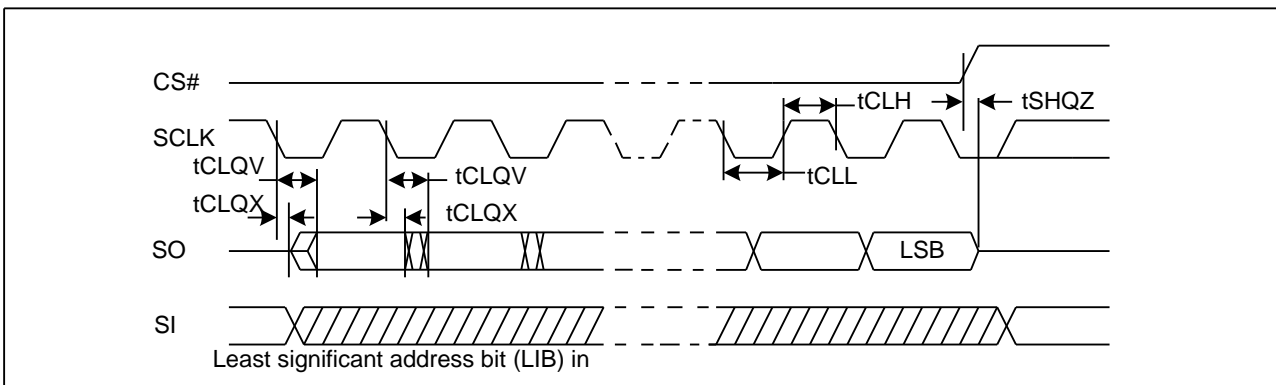 CS#
tCLH
tSHQZ
SCLK
tCLQV
tCLQV
tCLL
tCLQX
tCLQX
SO
LSB
SI
Least significant address bit (LIB) in